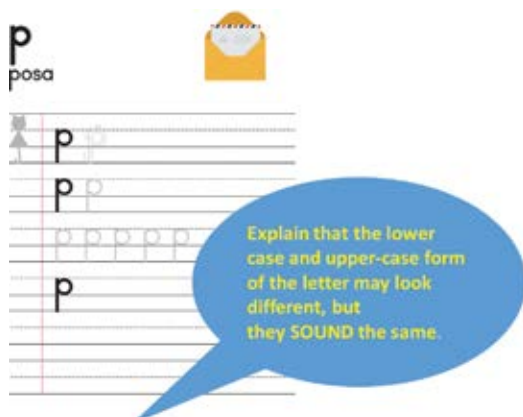 p
posa
p p
p p
p p p p p
p
Explain that the lower
case and upper-case form
of the letter may look
different, but
they SOUND the same.